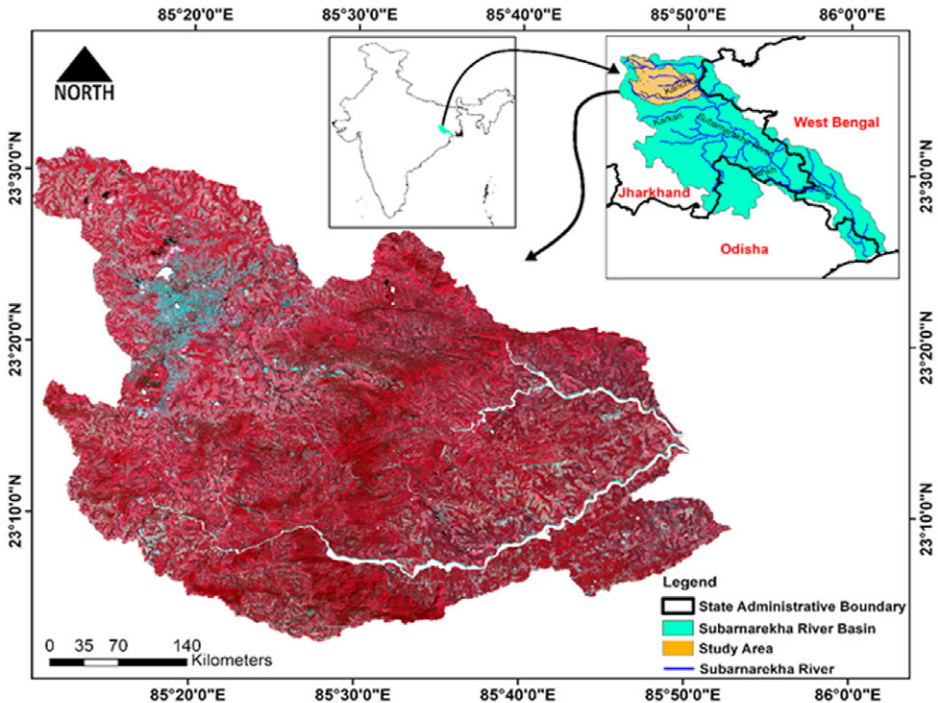 85°20'0"E 85°30'0"E 85°40'0"E 85°50'0"E 86°0'0"E
NORTH
West Bengal
Karkari
Jharkhand
Odisha
23°30'0"N 23°30'0"N
23°20'0"N 23°20'0"N
23°10'0"N 23°10'0"N
Legend
State Administrative Boundary
Subarnarekha River Basin
Study Area
Subarnarekha River
0 35 70 140
Kilometers
85°20'0"E 85°30'0"E 85°40'0"E 85°50'0"E 86°0'0"E